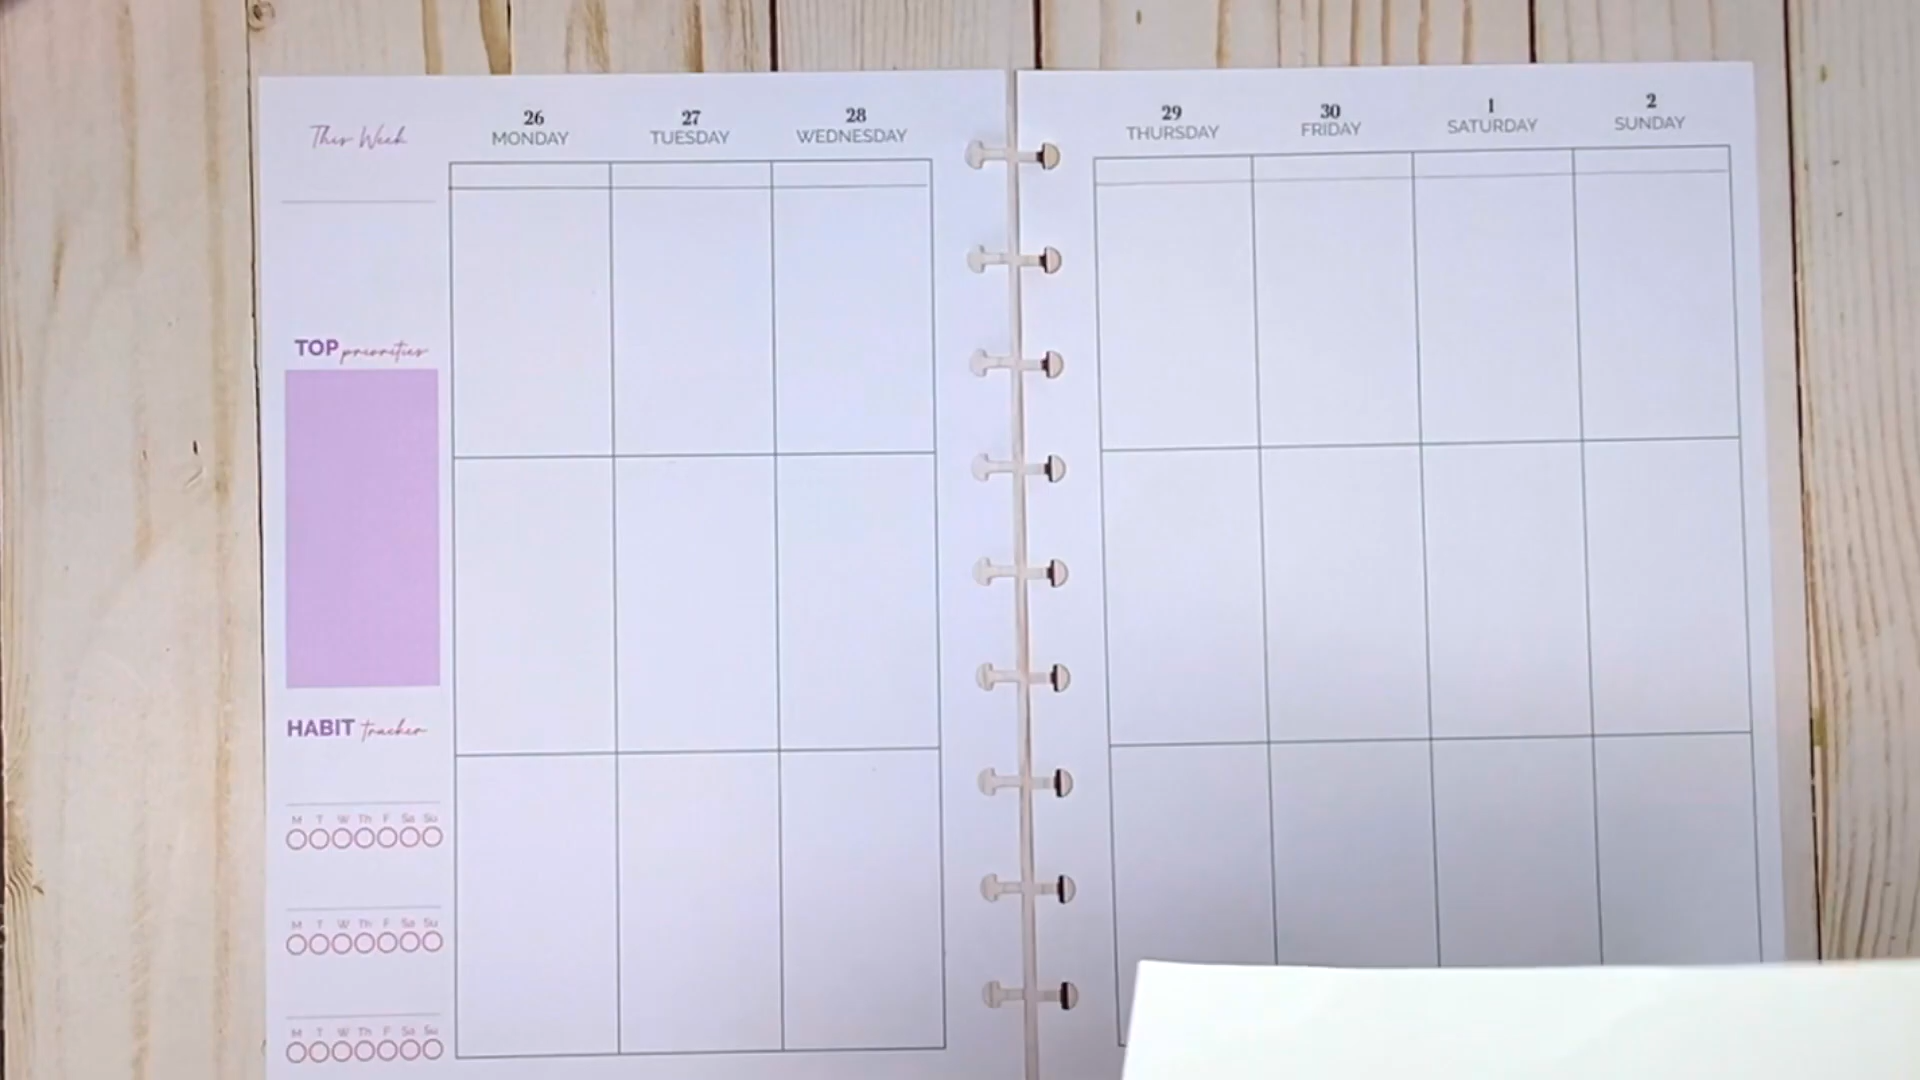 This Week
26
MONDAY
27
TUESDAY
28
WEDNESDAY
29
THURSDAY
30
FRIDAY
1
SATURDAY
2
SUNDAY
TOP priorities
HABIT tracker
M T W Th F Sa Su
M T W Th F Sa Su
M T W Th F Sa Su